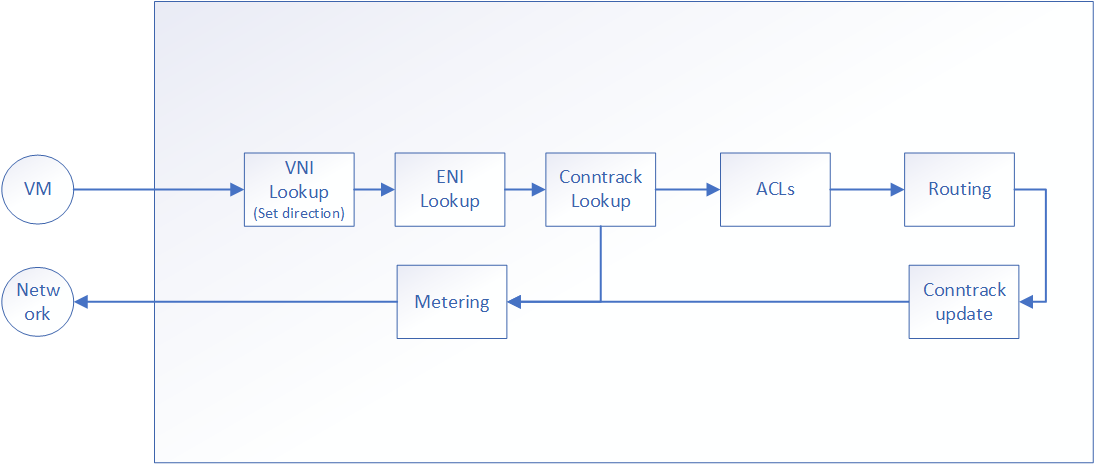 VM
VNI
Lookup
(Set direction)
ENI
Lookup
Conntrack
Lookup
ACLs
Routing
Netw
ork
Metering
Conntrack
update